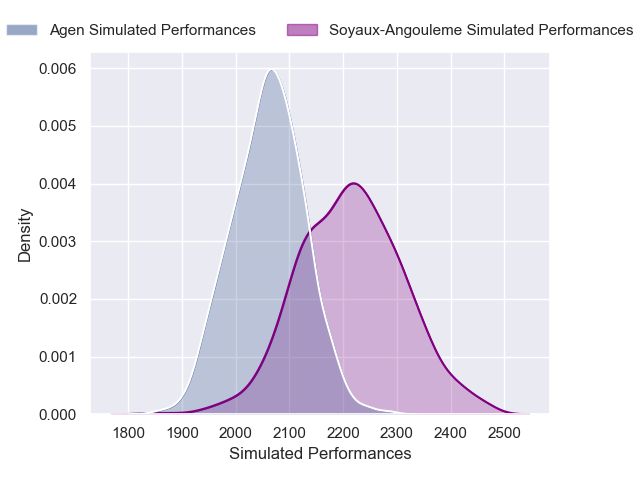 Agen Simulated Performances
Soyaux-Angouleme Simulated Performances
0.006
0.005
0.004
0.003
0.002
0.001
0.000
Density
1800 1900 2000 2100 2200 2300 2400 2500
Simulated Performances